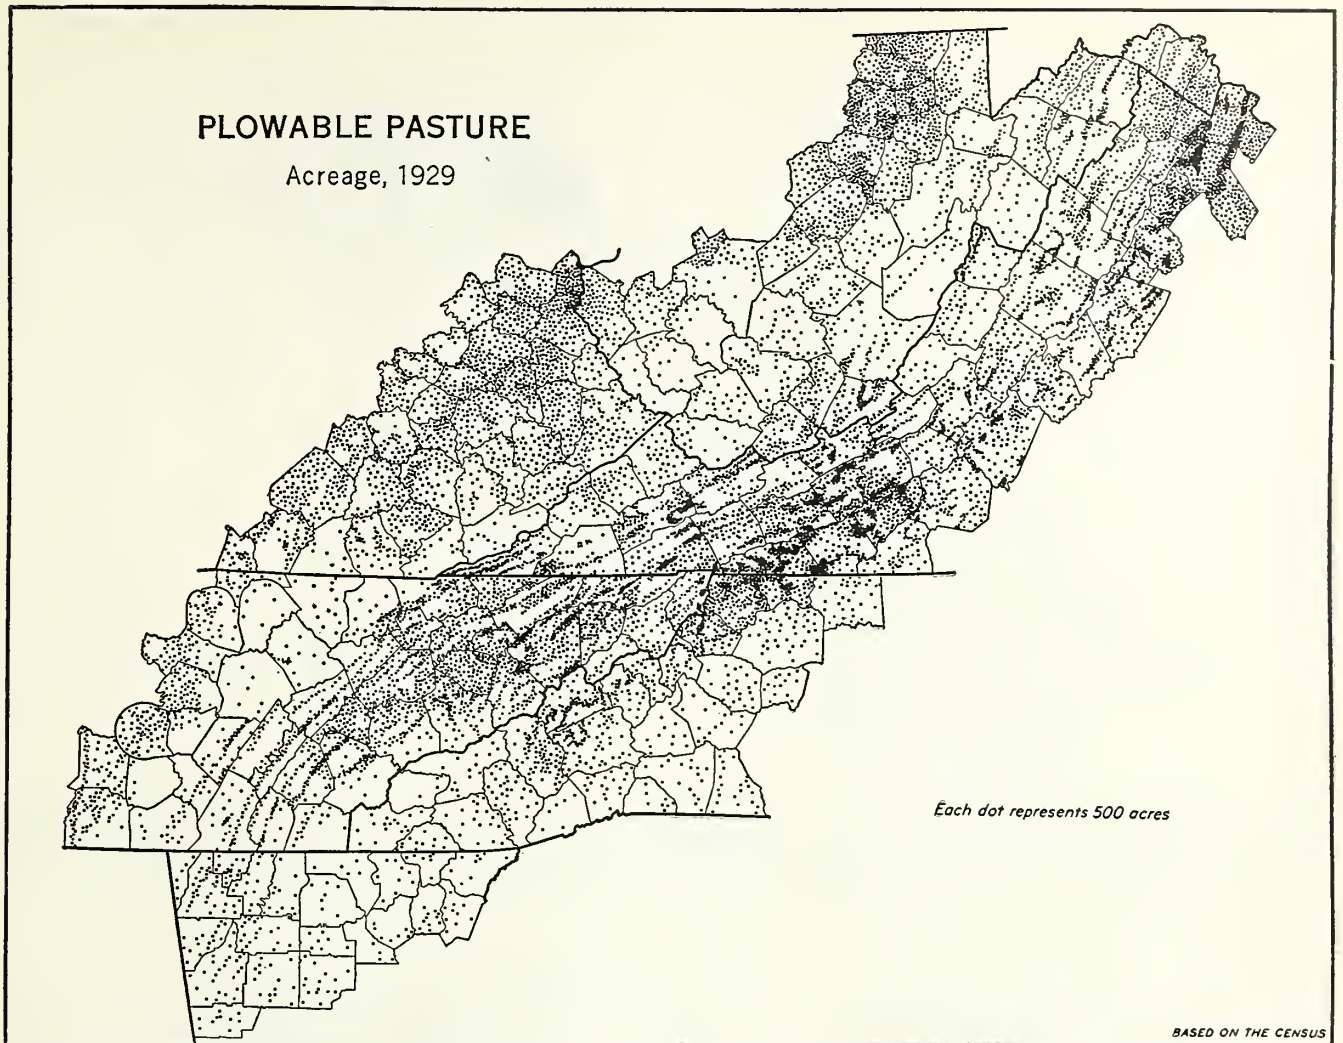 PLOWABLE PASTURE
Acreage, 1929
Each dot represents 500 acres
BASED ON THE CENSUS